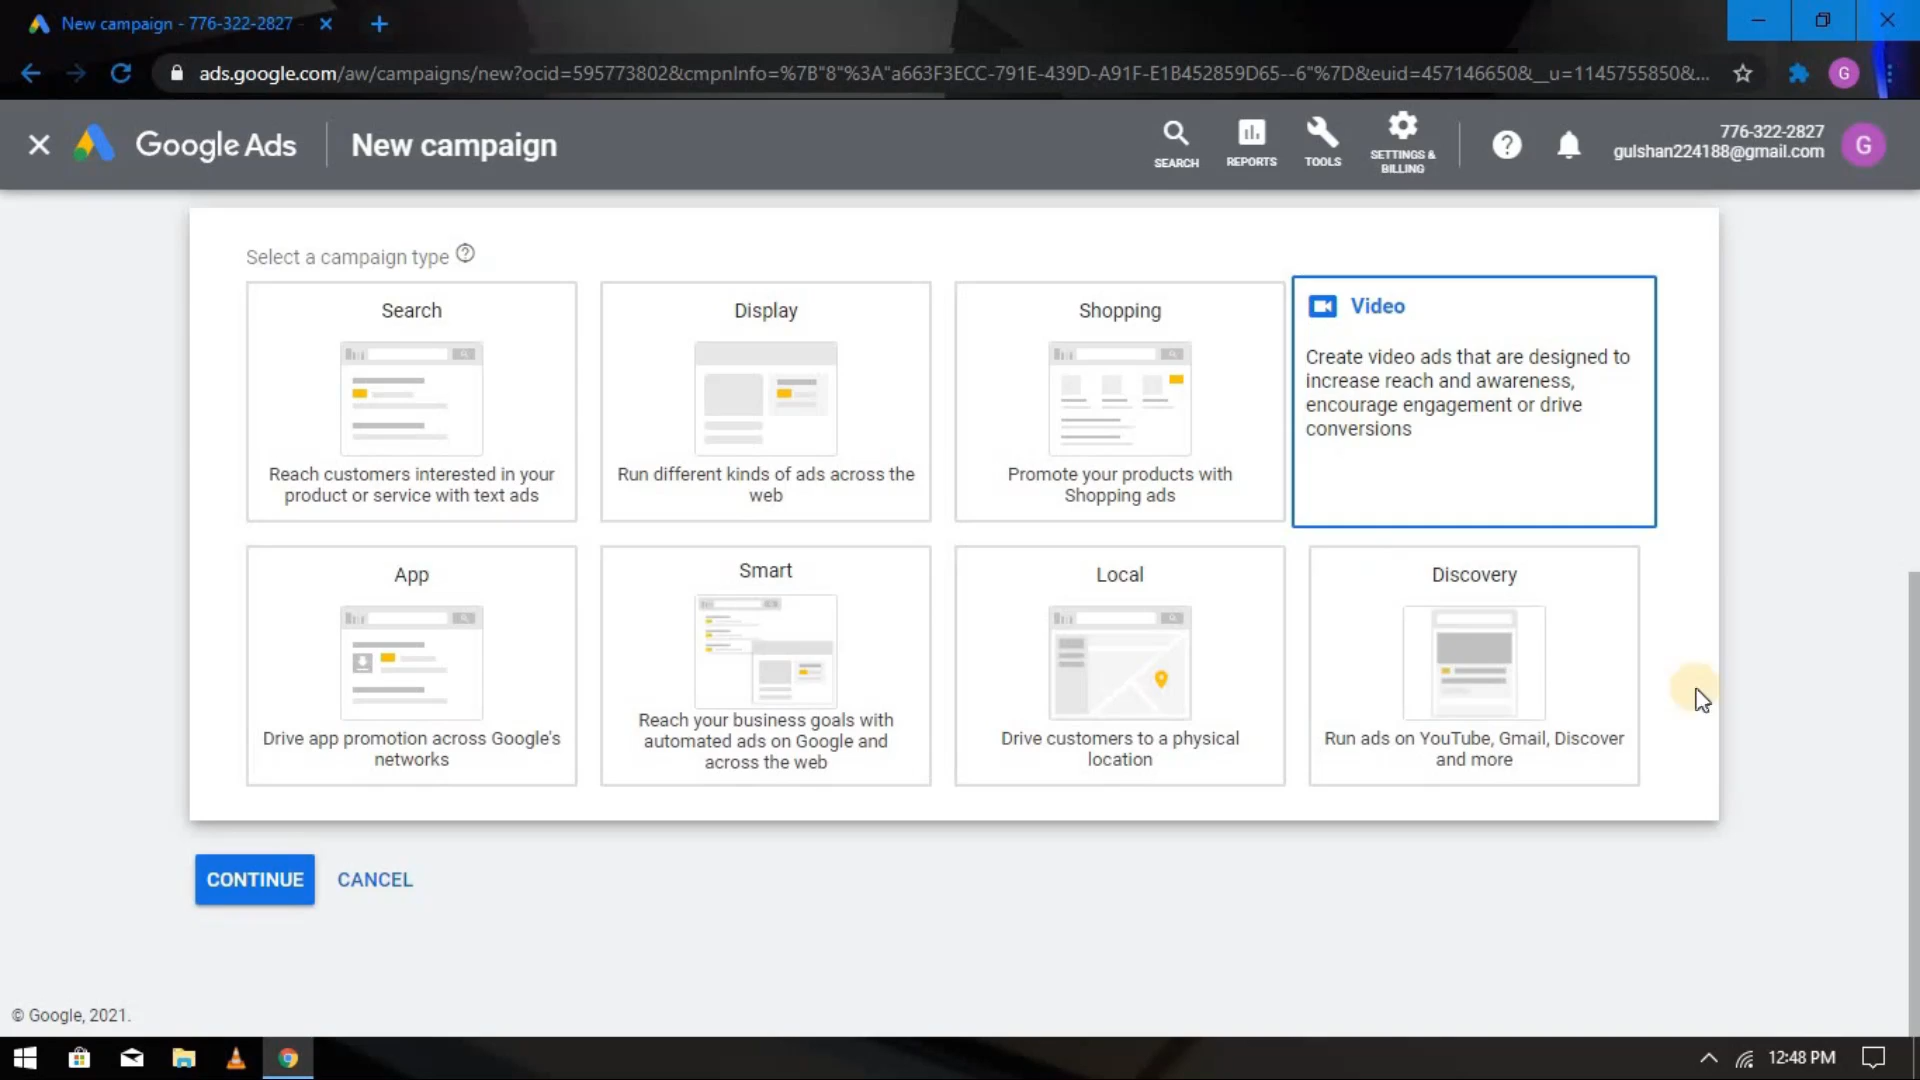 New campaign - 776-322-2827 -
ads.google.com/aw/campaigns/new?ocid=595773802&cmpnInfo=%7B"8"%3A"a663F3ECC-791E-439D-A91F-E1B452859D65--6"%7D&euid=457146650&__u=1145755850&...
G
Google Ads
New campaign
SEARCH
REPORTS
TOOLS
SETTINGS &
BILLING
776-322-2827
gulshan224188@gmail.com
G
Select a campaign type
Search
Reach customers interested in your
product or service with text ads
Display
Run different kinds of ads across the
web
Shopping
Promote your products with
Shopping ads
Video
Create video ads that are designed to
increase reach and awareness,
encourage engagement or drive
conversions
App
Drive app promotion across Google's
networks
Smart
Reach your business goals with
automated ads on Google and
across the web
Local
Drive customers to a physical
location
Discovery
Run ads on YouTube, Gmail, Discover
and more
CONTINUE
CANCEL
© Google, 2021.
12:48 PM